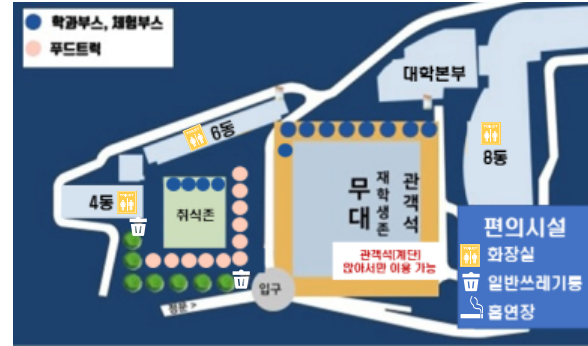 학과부스, 체험부스
푸드트럭
대학본부
6동
8동
4동
취식존
무대
재학생존
관객석
관객석(계단)
앉아서만 이용 가능
입구
정문 >
편의시설
화장실
일반쓰레기통
흡연장